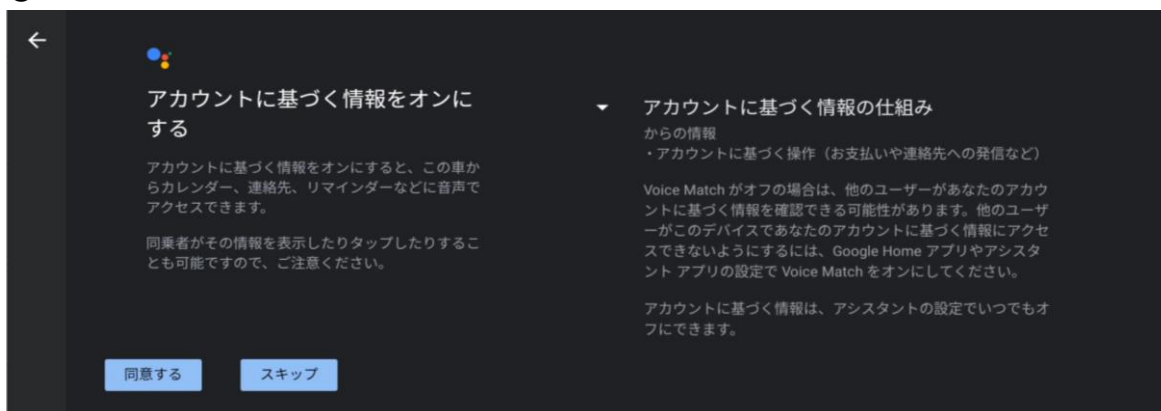 アカウントに基づく情報をオンに
する
アカウントに基づく情報をオンにすると、この車か
らカレンダー、連絡先、リマインダーなどに音声で
アクセスできます。
同乗者がその情報を表示したりタップしたりするこ
とも可能ですので、ご注意ください。
アカウントに基づく情報の仕組み
からの情報
・アカウントに基づく操作（お支払いや連絡先への発信など）
Voice Match がオフの場合は、他のユーザーがあなたのアカウ
ントに基づく情報を確認できる可能性があります。他のユーザ
ーがこのデバイスであなたのアカウントに基づく情報にアクセ
スできないようにするには、Google Home アプリやアシスタ
ント アプリの設定で Voice Match をオンにしてください。
アカウントに基づく情報は、アシスタントの設定でいつでもオ
フにできます。
同意する
スキップ